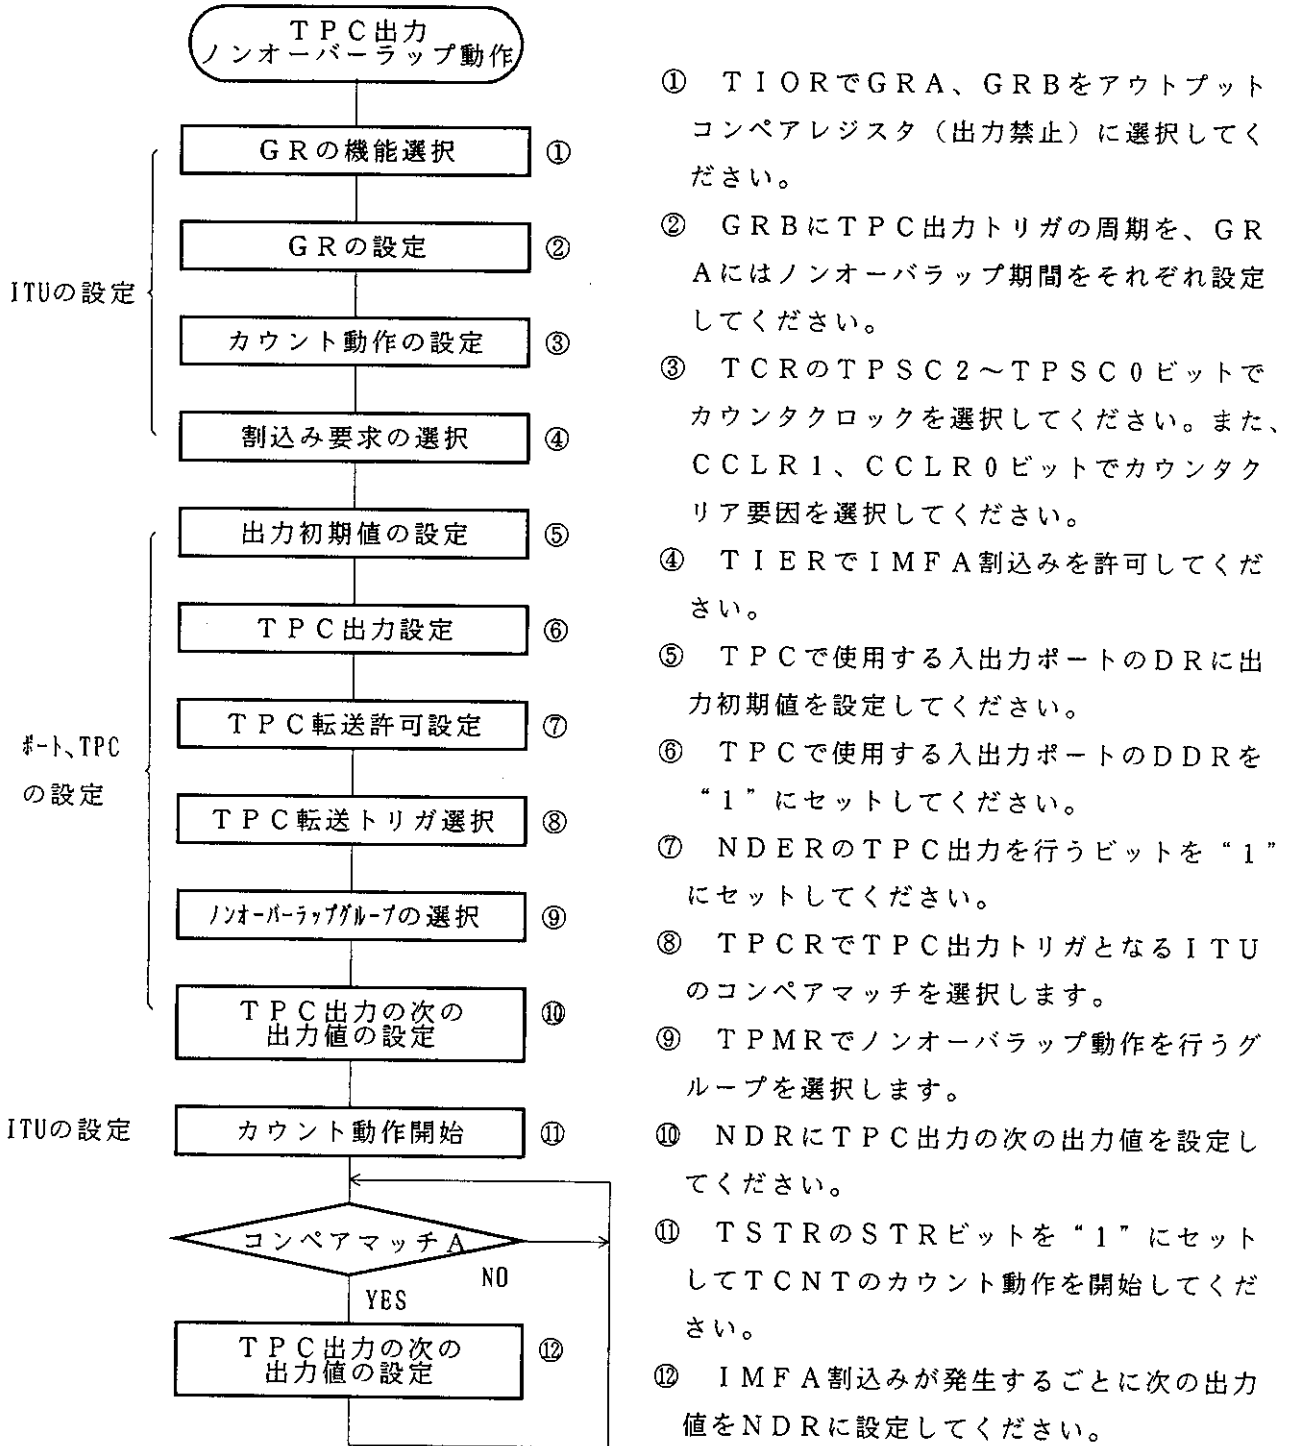 TPC出力
ノンオーバーラップ動作
GRの機能選択 ①
GRの設定 ②
ITUの設定
カウント動作の設定 ③
割込み要求の選択 ④
出力初期値の設定 ⑤
TPC出力設定 ⑥
TPC転送許可設定 ⑦
ポート、TPC
の設定
TPC転送トリガ選択 ⑧
ノンオーバーラップグループの選択 ⑨
TPC出力の次の
出力値の設定 ⑩
ITUの設定
カウント動作開始 ⑪
コンペアマッチA
NO
YES
TPC出力の次の
出力値の設定 ⑫
① TIORでGRA、GRBをアウトプット
コンペアレジスタ(出力禁止)に選択してく
ださい。
② GRBにTPC出力トリガの周期を、GR
Aにはノンオーバラップ期間をそれぞれ設定
してください。
③ TCRのTPSC2~TPSC0ビットで
カウンタクロックを選択してください。また、
CCLR1、CCLR0ビットでカウンタク
リア要因を選択してください。
④ TIERでIMFA割込みを許可してくだ
さい。
⑤ TPCで使用する入出力ポートのDRに出
力初期値を設定してください。
⑥ TPCで使用する入出力ポートのDDRを
“1”にセットしてください。
⑦ NDERのTPC出力を行うビットを“1”
にセットしてください。
⑧ TPCRでTPC出力トリガとなるITU
のコンペアマッチを選択します。
⑨ TPMRでノンオーバラップ動作を行うグ
ループを選択します。
⑩ NDRにTPC出力の次の出力値を設定し
てください。
⑪ TSTRのSTRビットを“1”にセット
してTCNTのカウント動作を開始してくだ
さい。
⑫ IMFA割込みが発生するごとに次の出力
値をNDRに設定してください。